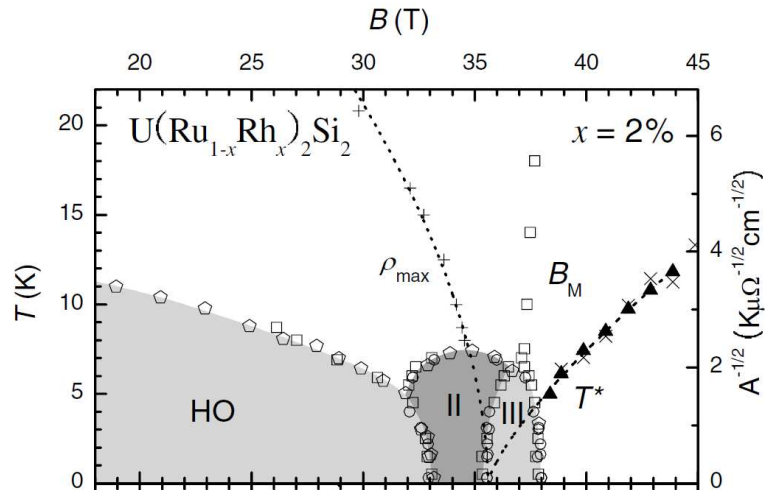 B (T)
20 25 30 35 40 45
U(Ru1-xRhx)2Si2
x = 2%
20
15
10
5
0
T (K)
6
4
2
0
A^-1/2 (KμΩ^-1/2cm^-1/2)
ρmax
BM
HO
II
III
T*